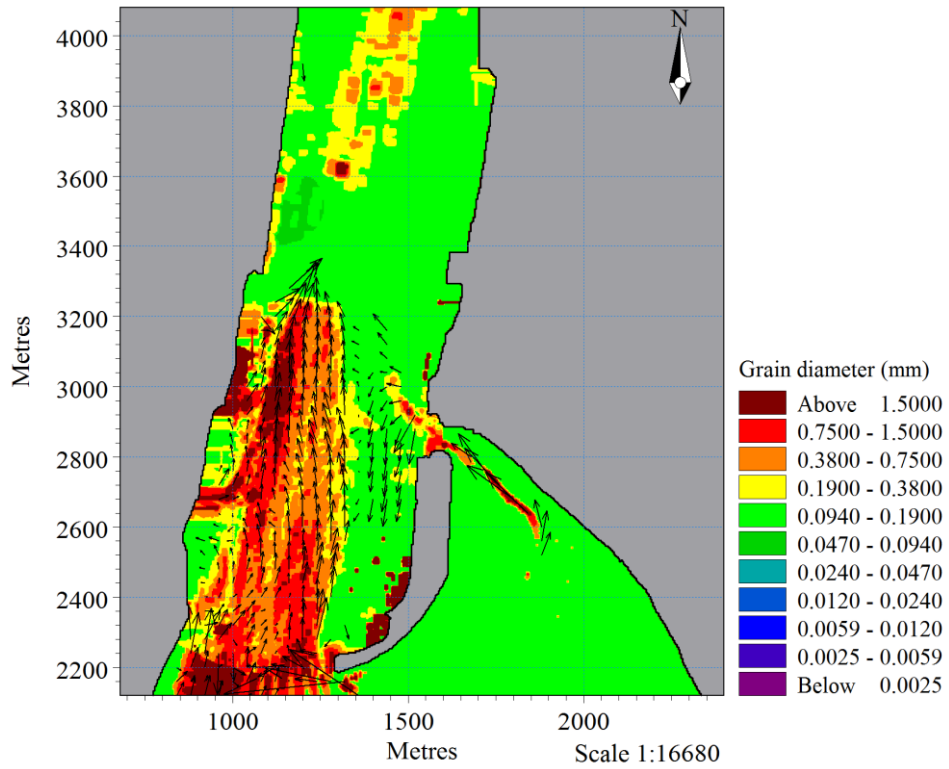 N
4000
3800
3600
3400
3200
3000
2800
2600
2400
2200
Metres
1000
1500
2000
Metres
Scale 1:16680
Grain diameter (mm)
Above 1.5000
0.7500 - 1.5000
0.3800 - 0.7500
0.1900 - 0.3800
0.0940 - 0.1900
0.0470 - 0.0940
0.0240 - 0.0470
0.0120 - 0.0240
0.0059 - 0.0120
0.0025 - 0.0059
Below 0.0025